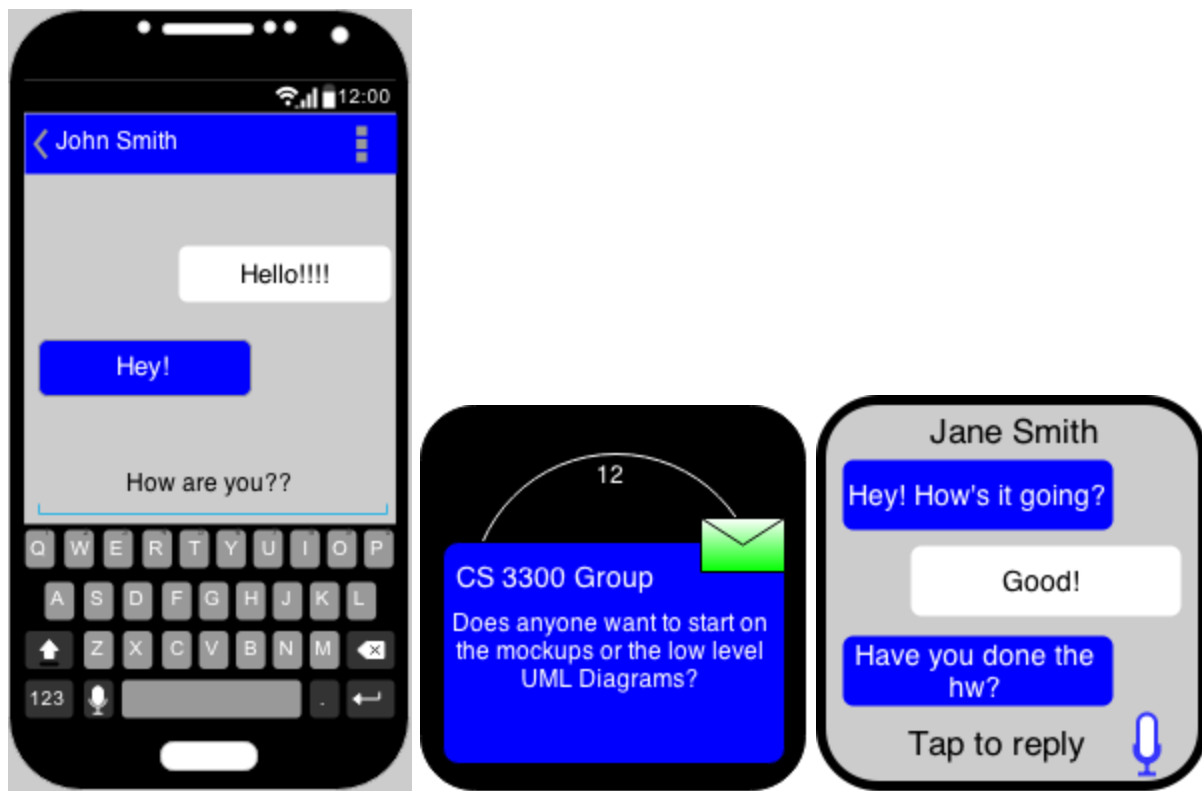 12:00
John Smith
Hello!!!!
Hey!
How are you??
Q W E R T Y U I O P
A S D F G H J K L
Z X C V B N M
123 .
12
CS 3300 Group
Does anyone want to start on
the mockups or the low level
UML Diagrams?
Jane Smith
Hey! How's it going?
Good!
Have you done the
hw?
Tap to reply